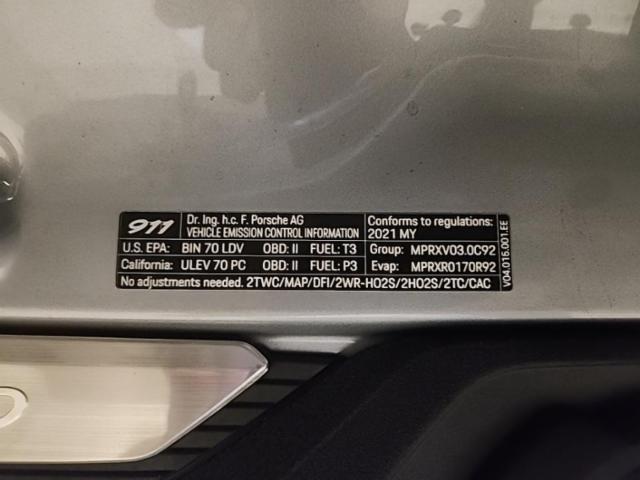 911
Dr. Ing. h.c. F. Porsche AG
VEHICLE EMISSION CONTROL INFORMATION
Conforms to regulations:
2021 MY
U.S. EPA: BIN 70 LDV OBD: II FUEL: T3 Group: MPRXV03.0C92
California: ULEV 70 PC OBD: II FUEL: P3 Evap: MPRXR0170R92
No adjustments needed. 2TWC/MAP/DFI/2WR-HO2S/2HO2S/2TC/CAC
V04.015.001.EE